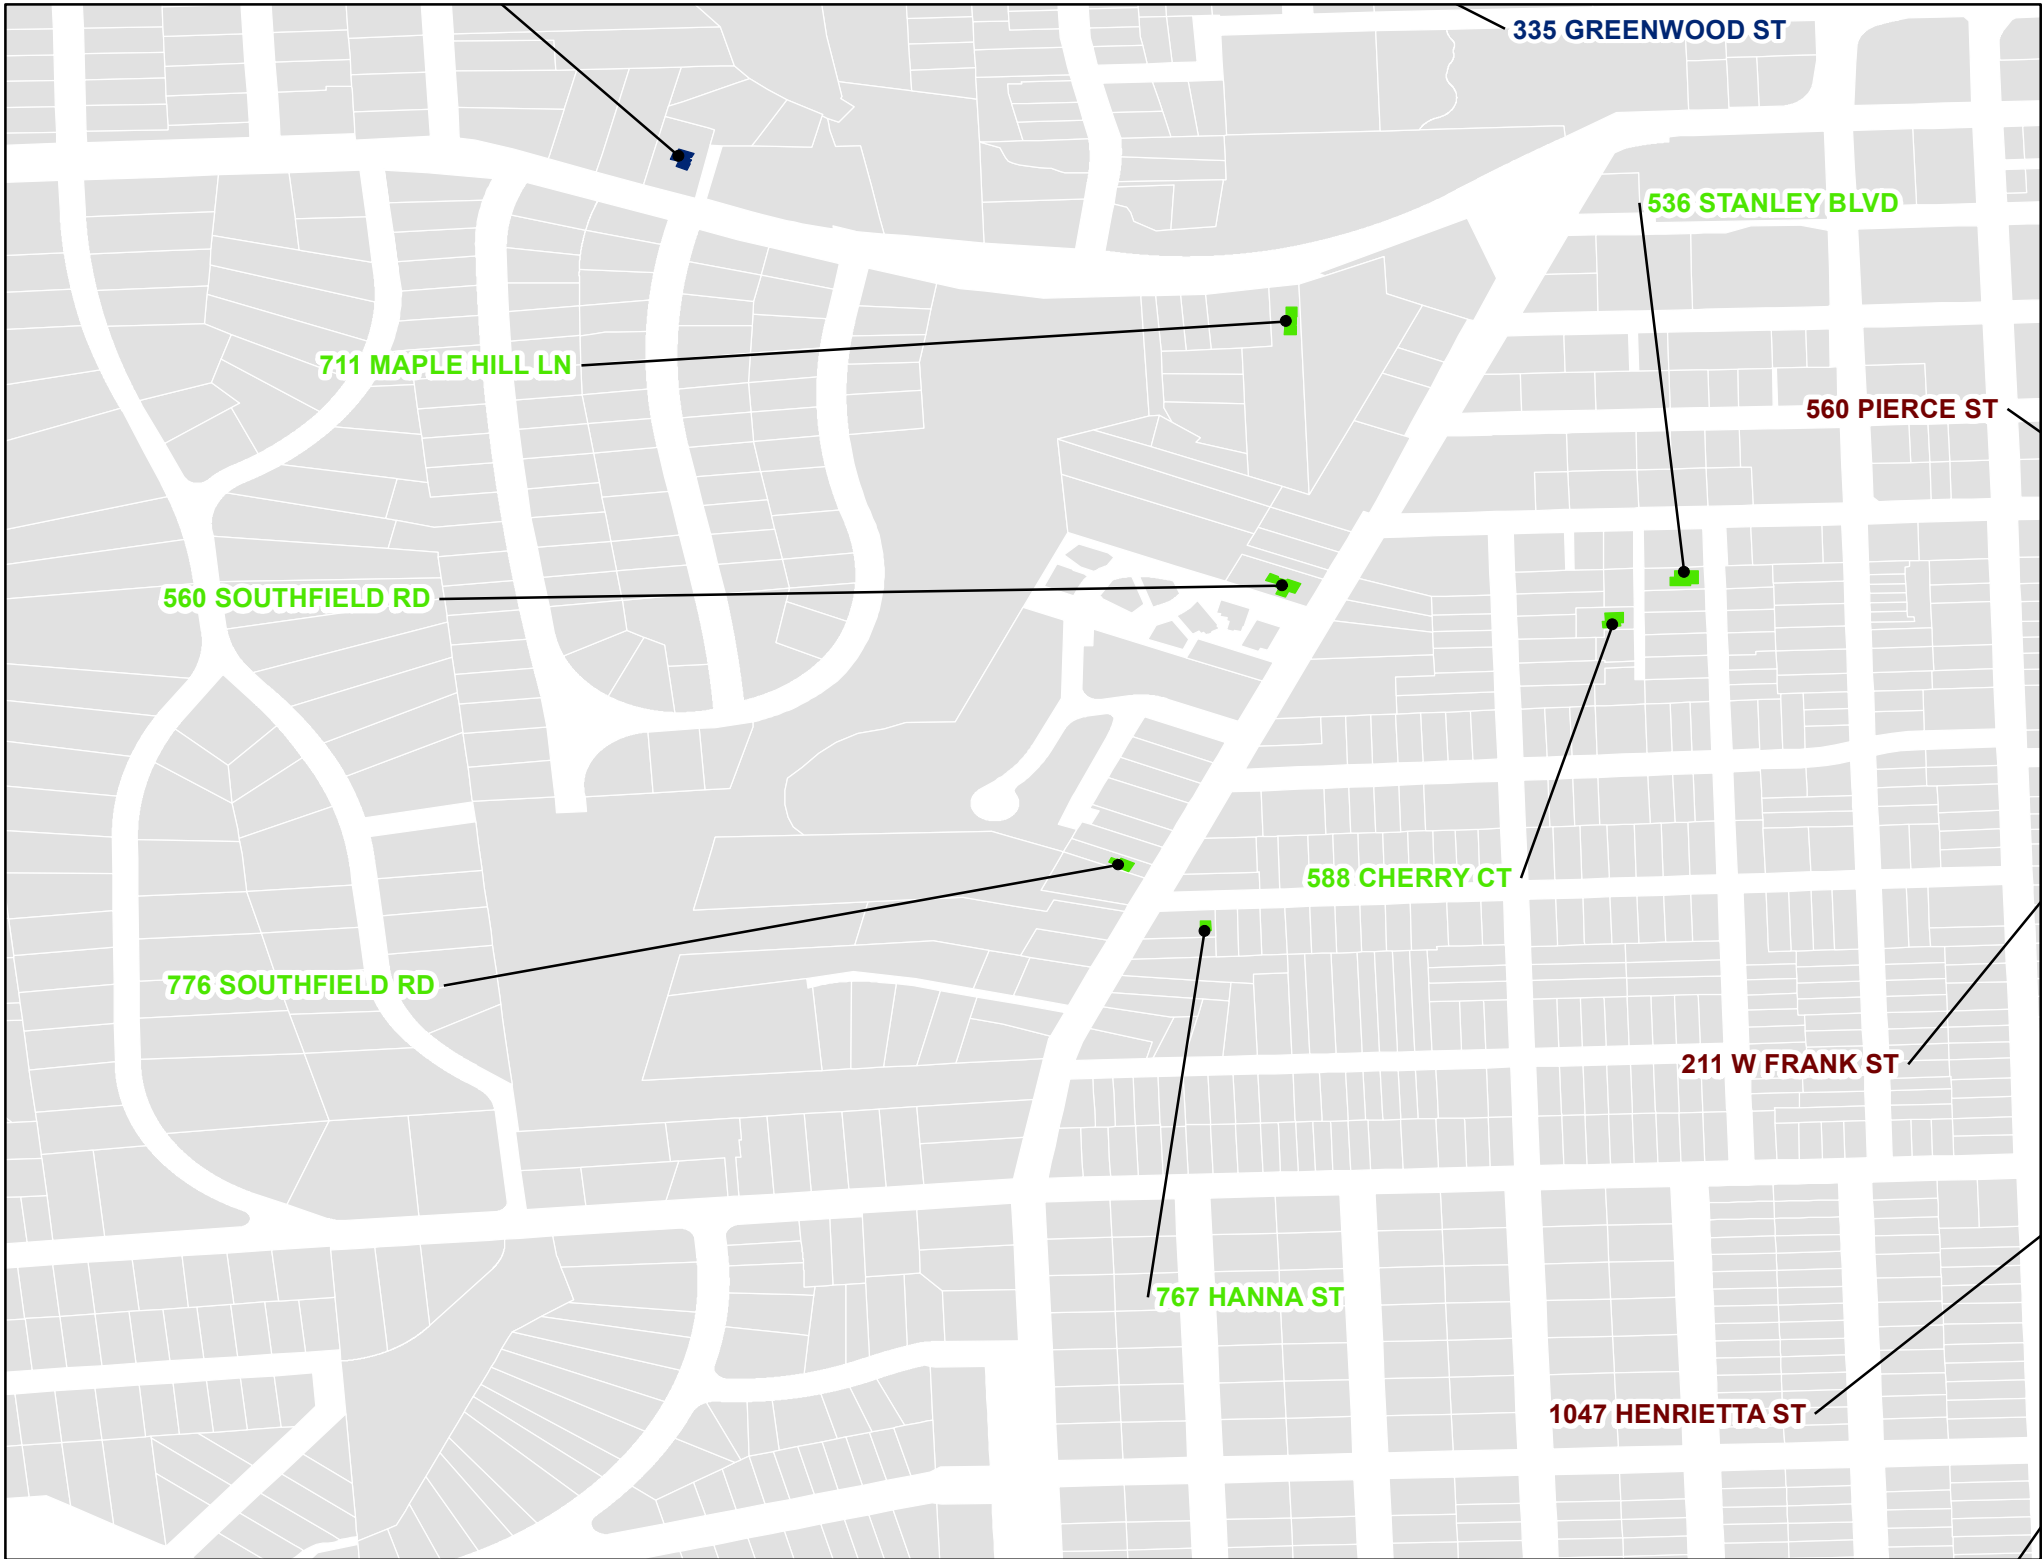 335 GREENWOOD ST
536 STANLEY BLVD
711 MAPLE HILL LN
560 PIERCE ST
560 SOUTHFIELD RD
588 CHERRY CT
776 SOUTHFIELD RD
211 W FRANK ST
767 HANNA ST
1047 HENRIETTA ST